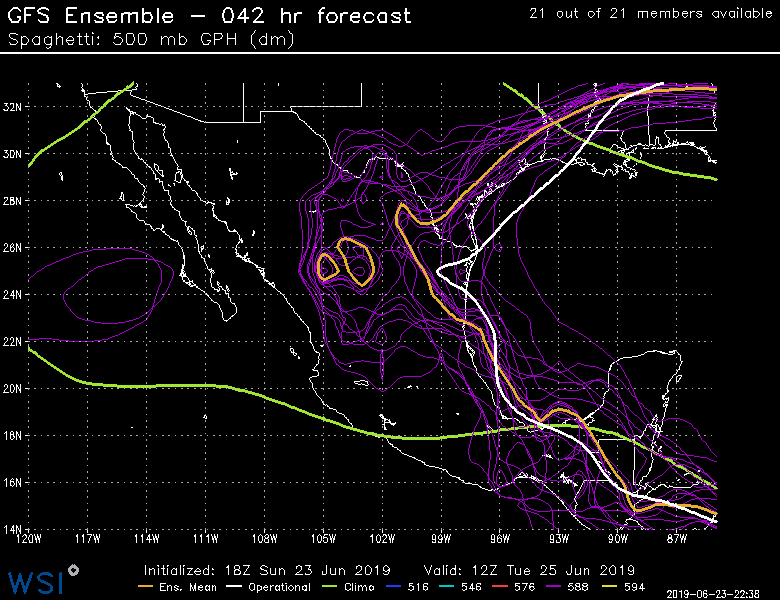 GFS Ensemble – 042 hr forecast
21 out of 21 members available
Spaghetti: 500 mb GPH (dm)
32N
30N
28N
26N
24N
22N
20N
18N
16N
14N
120W 117W 114W 111W 108W 105W 102W 99W 96W 93W 90W 87W
Initialized: 18Z Sun 23 Jun 2019 Valid: 12Z Tue 25 Jun 2019
WSI
Ens. Mean Operational Climo 516 546 576 588 594
2019-06-23-22:38